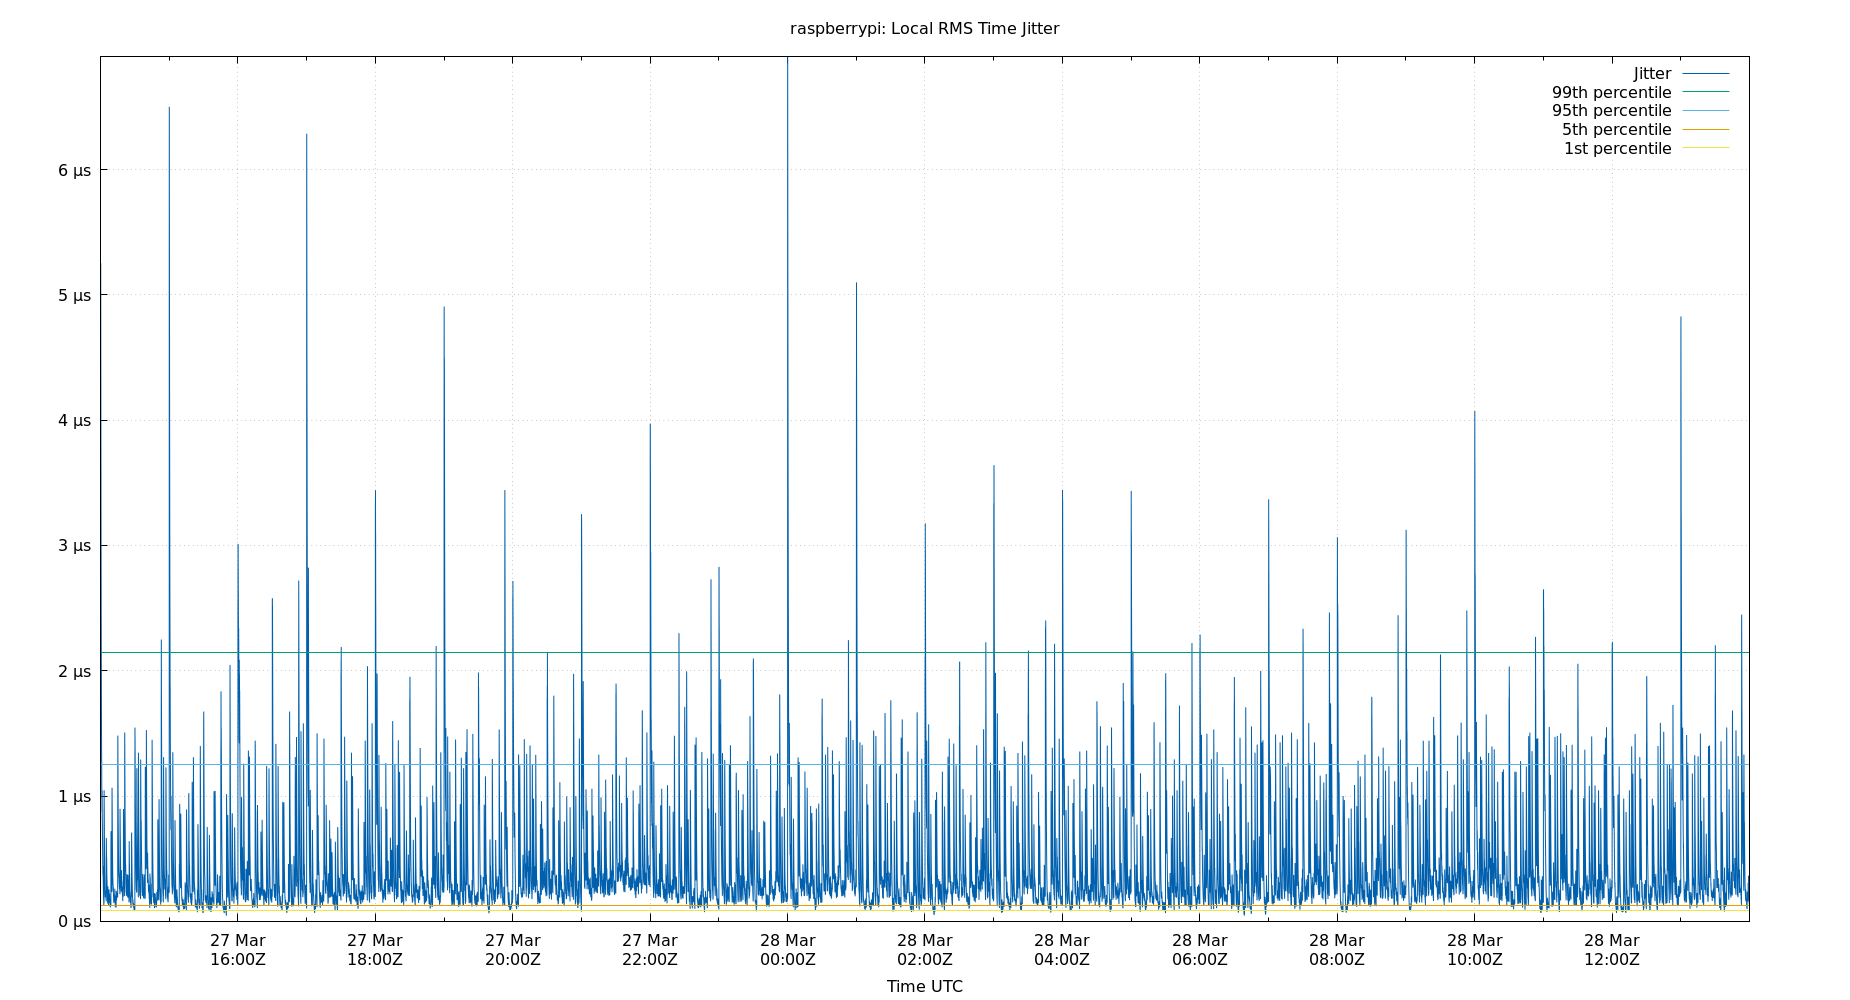 raspberrypi: Local RMS Time Jitter
Jitter
99th percentile
95th percentile
5th percentile
1st percentile
6 µs
5 µs
4 µs
3 µs
2 µs
1 µs
0 µs
27 Mar 27 Mar 27 Mar 27 Mar 28 Mar 28 Mar 28 Mar 28 Mar 28 Mar 28 Mar 28 Mar
16:00Z 18:00Z 20:00Z 22:00Z 00:00Z 02:00Z 04:00Z 06:00Z 08:00Z 10:00Z 12:00Z
Time UTC